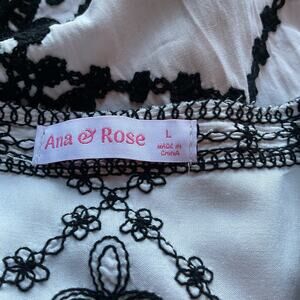 Ana & Rose
L
MADE IN
CHINA